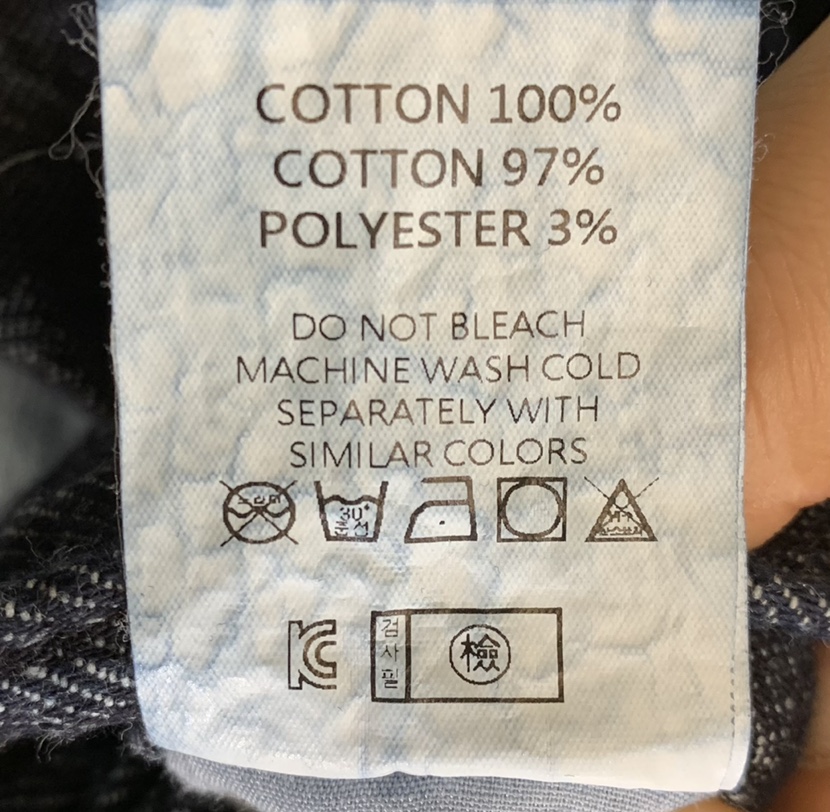 COTTON 100%
COTTON 97%
POLYESTER 3%
DO NOT BLEACH
MACHINE WASH COLD
SEPARATELY WITH
SIMILAR COLORS
30°
중성
KC
검사필
檢